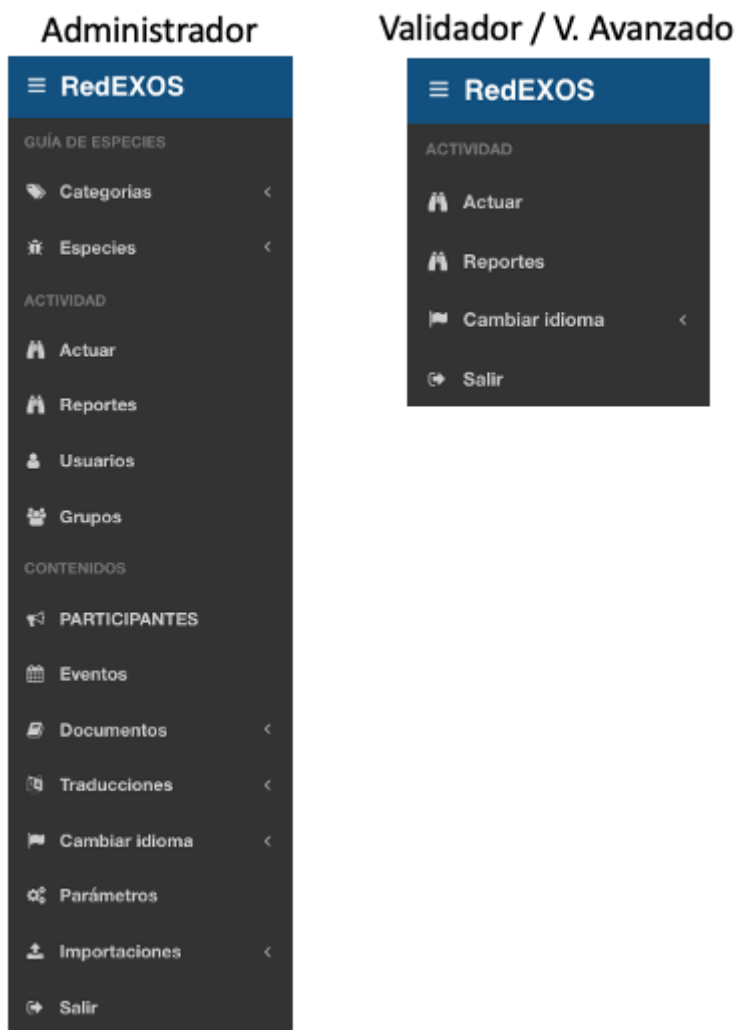 Administrador
RedEXOS
GUÍA DE ESPECIES
Categorias
Especies
ACTIVIDAD
Actuar
Reportes
Usuarios
Grupos
CONTENIDOS
PARTICIPANTES
Eventos
Documentos
Traducciones
Cambiar idioma
Parámetros
Importaciones
Salir
Validador / V. Avanzado
RedEXOS
ACTIVIDAD
Actuar
Reportes
Cambiar idioma
Salir